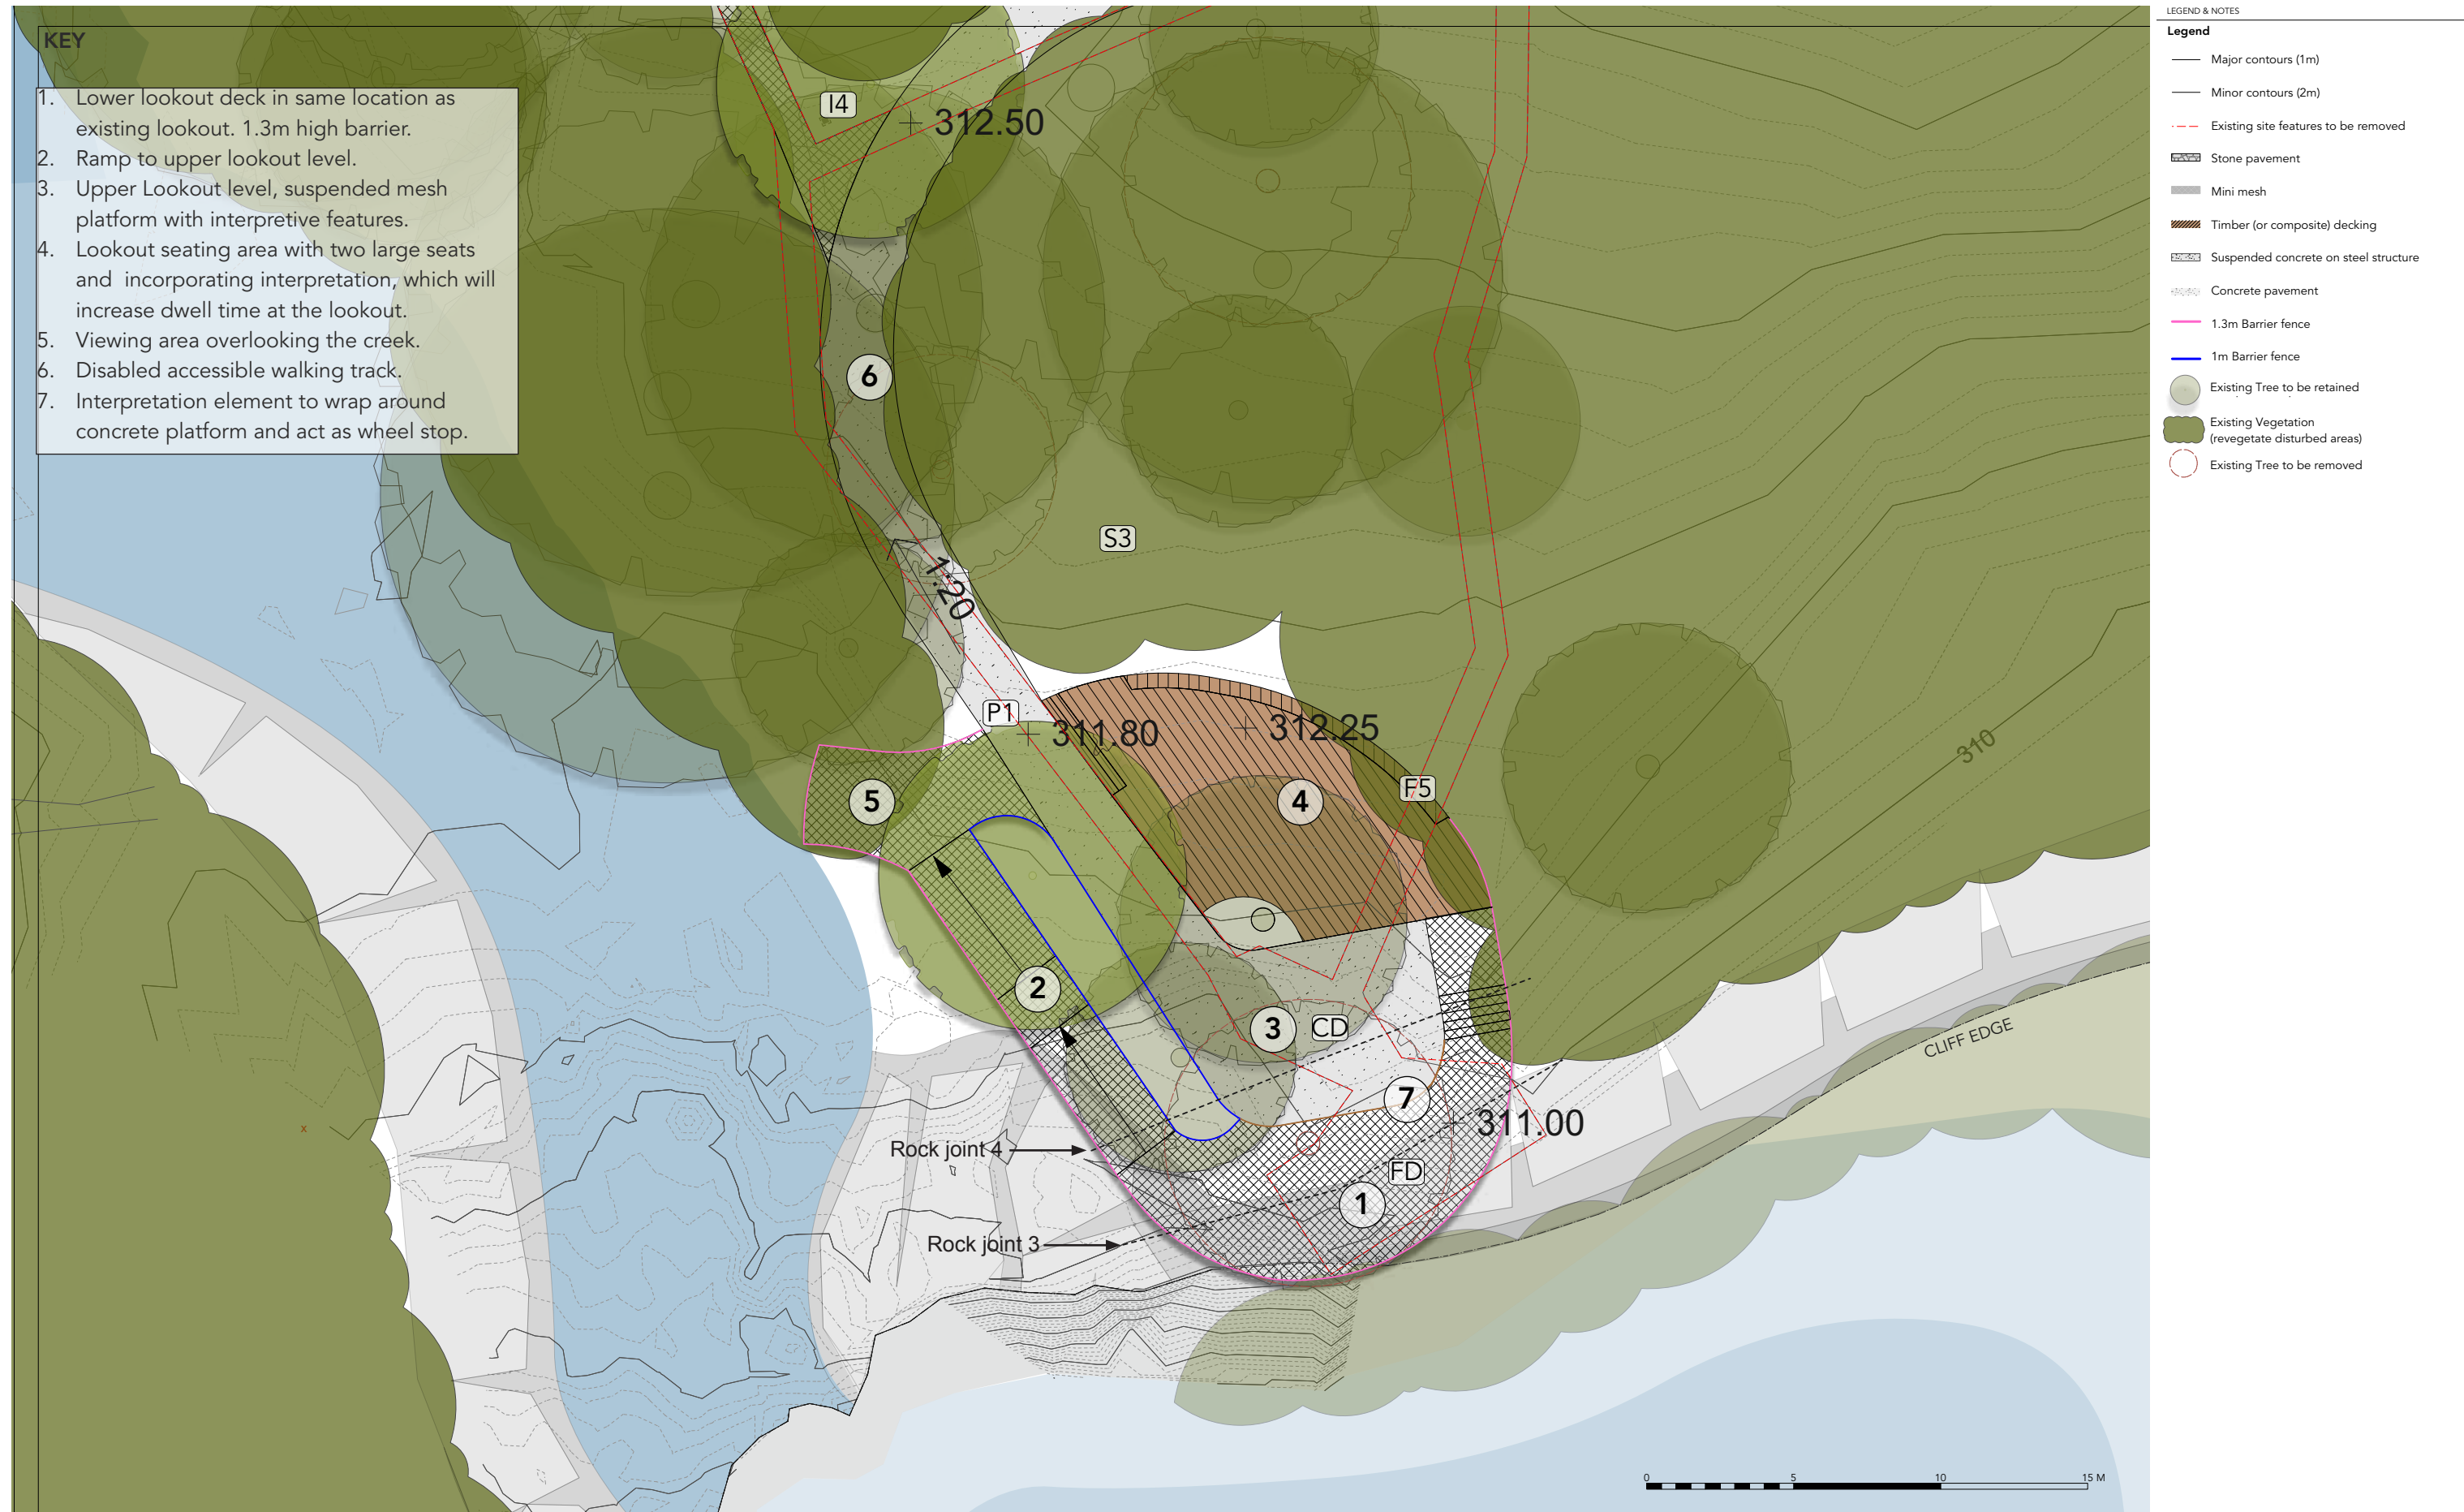 KEY
1. Lower lookout deck in same location as
existing lookout. 1.3m high barrier.
2. Ramp to upper lookout level.
3. Upper Lookout level, suspended mesh
platform with interpretive features.
4. Lookout seating area with two large seats
and incorporating interpretation, which will
increase dwell time at the lookout.
5. Viewing area overlooking the creek.
6. Disabled accessible walking track.
7. Interpretation element to wrap around
concrete platform and act as wheel stop.
I4
312.50
6
S3
1:20
P1
311.80
312.25
5
4
F5
310
2
3
CD
CLIFF EDGE
7
311.00
Rock joint 4
FD
1
Rock joint 3
x
0 5 10 15 M
LEGEND & NOTES
Legend
Major contours (1m)
Minor contours (2m)
Existing site features to be removed
Stone pavement
Mini mesh
Timber (or composite) decking
Suspended concrete on steel structure
Concrete pavement
1.3m Barrier fence
1m Barrier fence
Existing Tree to be retained
Existing Vegetation
(revegetate disturbed areas)
Existing Tree to be removed